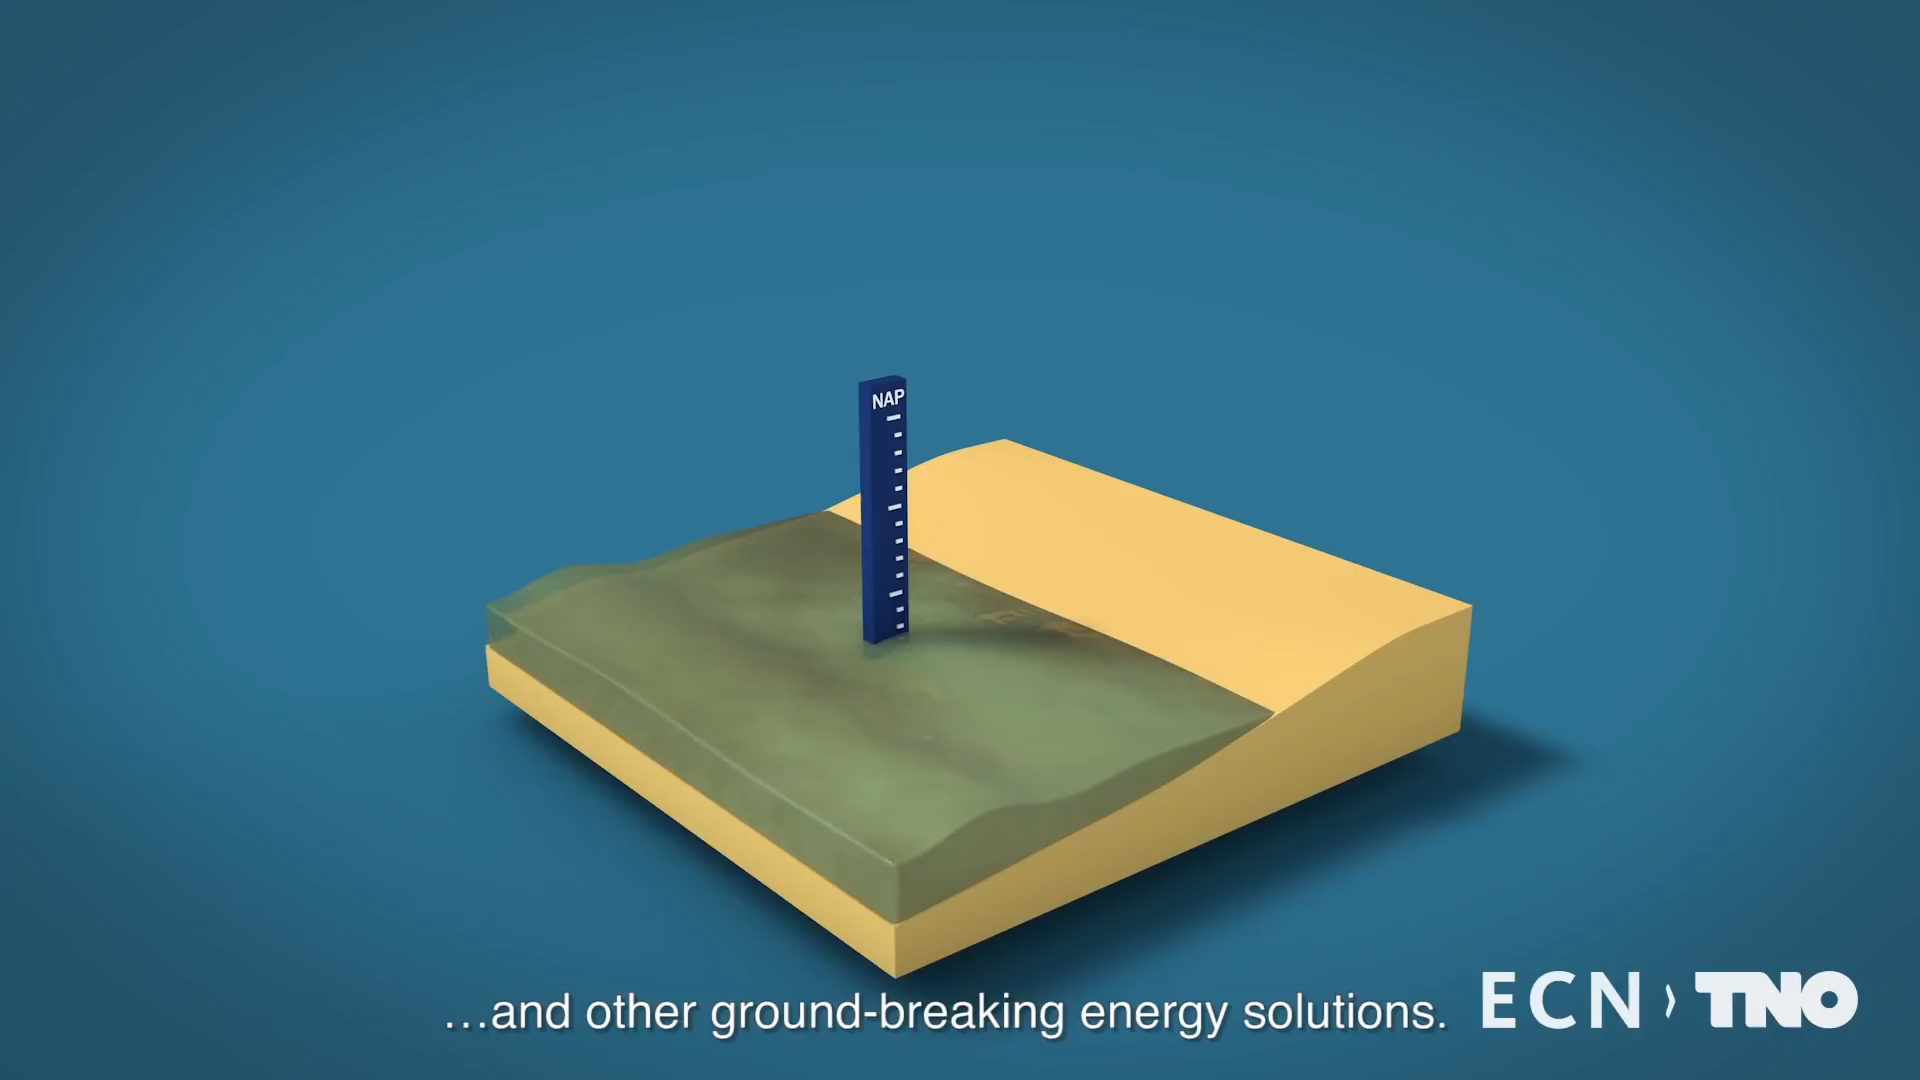 NAP
…and other ground-breaking energy solutions.
ECN › TNO